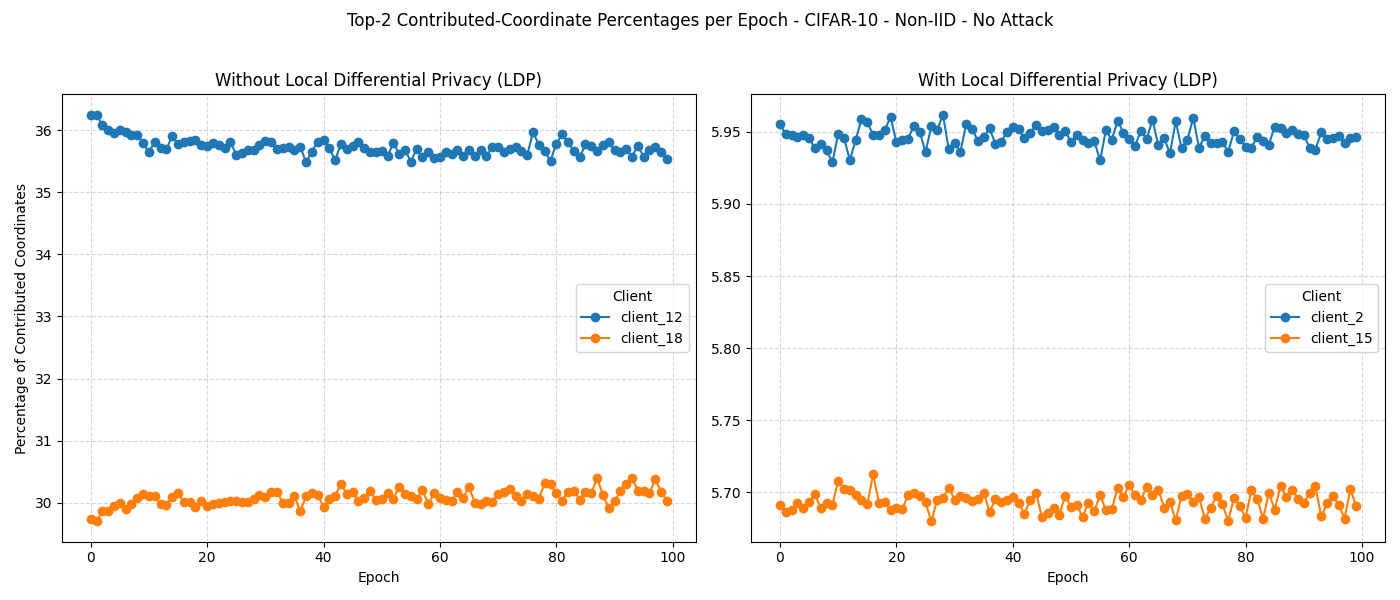 Top-2 Contributed-Coordinate Percentages per Epoch - CIFAR-10 - Non-IID - No Attack
Without Local Differential Privacy (LDP)
Percentage of Contributed Coordinates
36
35
34
33
32
31
30
0 20 40 60 80 100
Epoch
Client
client_12
client_18
With Local Differential Privacy (LDP)
5.95
5.90
5.85
5.80
5.75
5.70
0 20 40 60 80 100
Epoch
Client
client_2
client_15